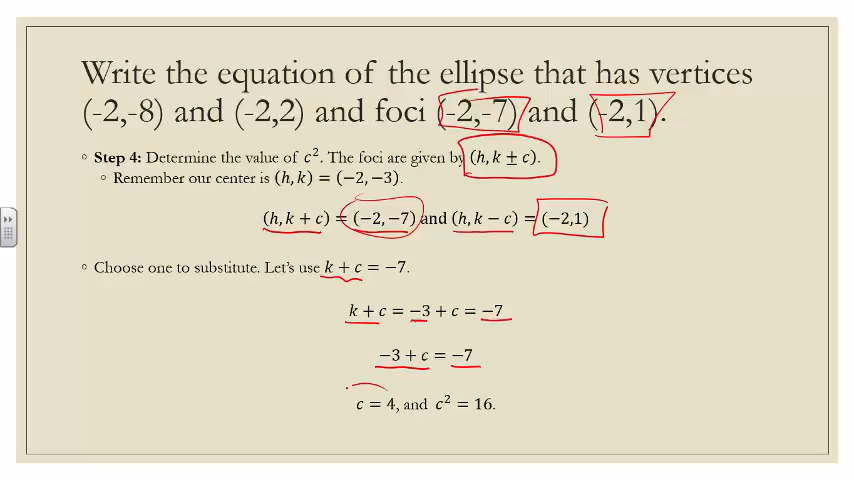 Write the equation of the ellipse that has vertices
(-2,-8) and (-2,2) and foci (-2,-7) and (-2,1).
Step 4: Determine the value of c². The foci are given by (h, k ± c).
Remember our center is (h, k) = (−2, −3).
(h, k + c) = (−2, −7) and (h, k − c) = (−2,1)
Choose one to substitute. Let's use k + c = −7.
k + c = −3 + c = −7
−3 + c = −7
c = 4, and c² = 16.